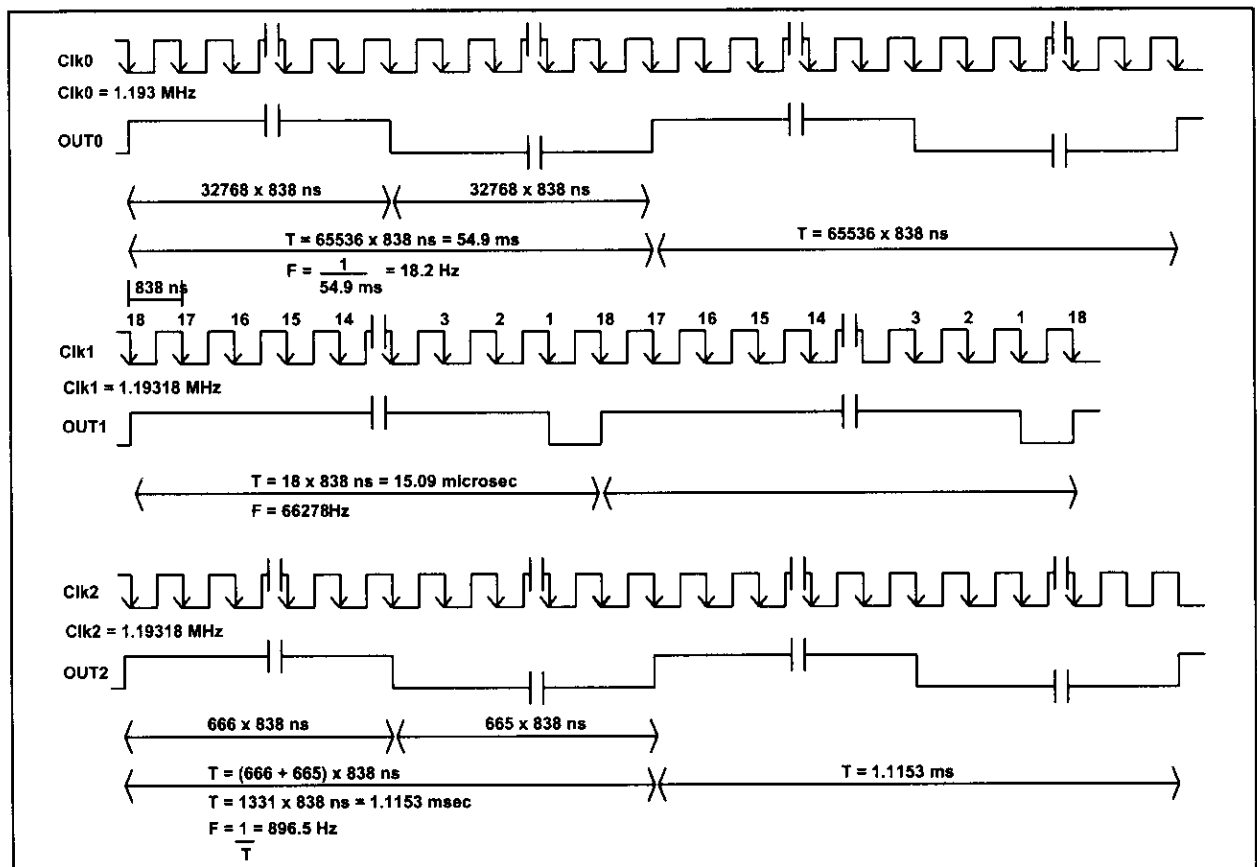 Clk0
Clk0 = 1.193 MHz
OUT0
32768 x 838 ns
32768 x 838 ns
T = 65536 x 838 ns = 54.9 ms
T = 65536 x 838 ns
F = 1 = 18.2 Hz
54.9 ms
838 ns
18 17 16 15 14 3 2 1 18 17 16 15 14 3 2 1 18
Clk1
Clk1 = 1.19318 MHz
OUT1
T = 18 x 838 ns = 15.09 microsec
F = 66278Hz
Clk2
Clk2 = 1.19318 MHz
OUT2
666 x 838 ns
665 x 838 ns
T = (666 + 665) x 838 ns
T = 1.1153 ms
T = 1331 x 838 ns = 1.1153 msec
F = 1 = 896.5 Hz
T